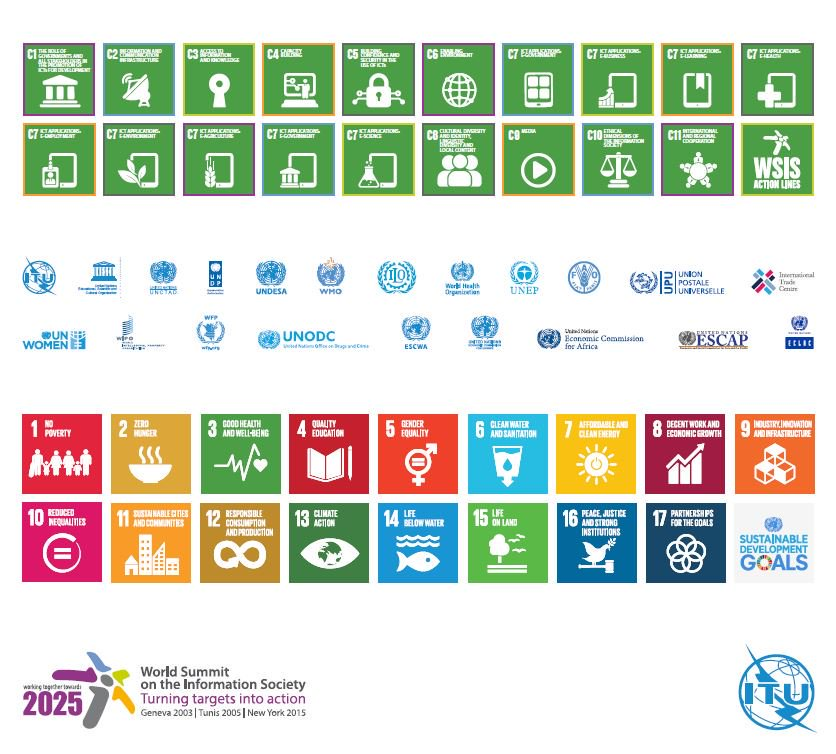 C1 THE ROLE OF
GOVERNMENTS AND
ALL STAKEHOLDERS IN
THE PROMOTION OF
ICTs FOR DEVELOPMENT
C2 INFORMATION AND
COMMUNICATION
INFRASTRUCTURE
C3 ACCESS TO
INFORMATION
AND KNOWLEDGE
C4 CAPACITY
BUILDING
C5 BUILDING
CONFIDENCE AND
SECURITY IN THE
USE OF ICTs
C6 ENABLING
ENVIRONMENT
C7 ICT APPLICATIONS:
E-GOVERNMENT
C7 ICT APPLICATIONS:
E-BUSINESS
C7 ICT APPLICATIONS:
E-LEARNING
C7 ICT APPLICATIONS:
E-HEALTH
C7 ICT APPLICATIONS:
E-EMPLOYMENT
C7 ICT APPLICATIONS:
E-ENVIRONMENT
C7 ICT APPLICATIONS:
E-AGRICULTURE
C7 ICT APPLICATIONS:
E-GOVERNMENT
C7 ICT APPLICATIONS:
E-SCIENCE
C8 CULTURAL DIVERSITY
AND IDENTITY,
LINGUISTIC
DIVERSITY AND
LOCAL CONTENT
C9 MEDIA
C10 ETHICAL
DIMENSIONS OF
THE INFORMATION
SOCIETY
C11 INTERNATIONAL
AND REGIONAL
COOPERATION
WSIS
ACTION LINES
ITU
United Nations
Educational, Scientific and
Cultural Organization
UNITED NATIONS
UNCTAD
UN
DP
UNDESA
WMO
ILO
World Health
Organization
UNEP
FAO
UPU
UNION
POSTALE
UNIVERSELLE
International
Trade
Centre
UN
WOMEN
WIPO
WFP
wfp.org
UNODC
United Nations Office on Drugs and Crime
ESCWA
UNITED NATIONS
United Nations
Economic Commission
for Africa
UNITED NATIONS
ESCAP
ECLAC
1 NO
POVERTY
2 ZERO
HUNGER
3 GOOD HEALTH
AND WELL-BEING
4 QUALITY
EDUCATION
5 GENDER
EQUALITY
6 CLEAN WATER
AND SANITATION
7 AFFORDABLE AND
CLEAN ENERGY
8 DECENT WORK AND
ECONOMIC GROWTH
9 INDUSTRY, INNOVATION
AND INFRASTRUCTURE
10 REDUCED
INEQUALITIES
11 SUSTAINABLE CITIES
AND COMMUNITIES
12 RESPONSIBLE
CONSUMPTION
AND PRODUCTION
13 CLIMATE
ACTION
14 LIFE
BELOW WATER
15 LIFE
ON LAND
16 PEACE, JUSTICE
AND STRONG
INSTITUTIONS
17 PARTNERSHIPS
FOR THE GOALS
SUSTAINABLE
DEVELOPMENT
GOALS
working together towards
2025
World Summit
on the Information Society
Turning targets into action
Geneva 2003 | Tunis 2005 | New York 2015
ITU